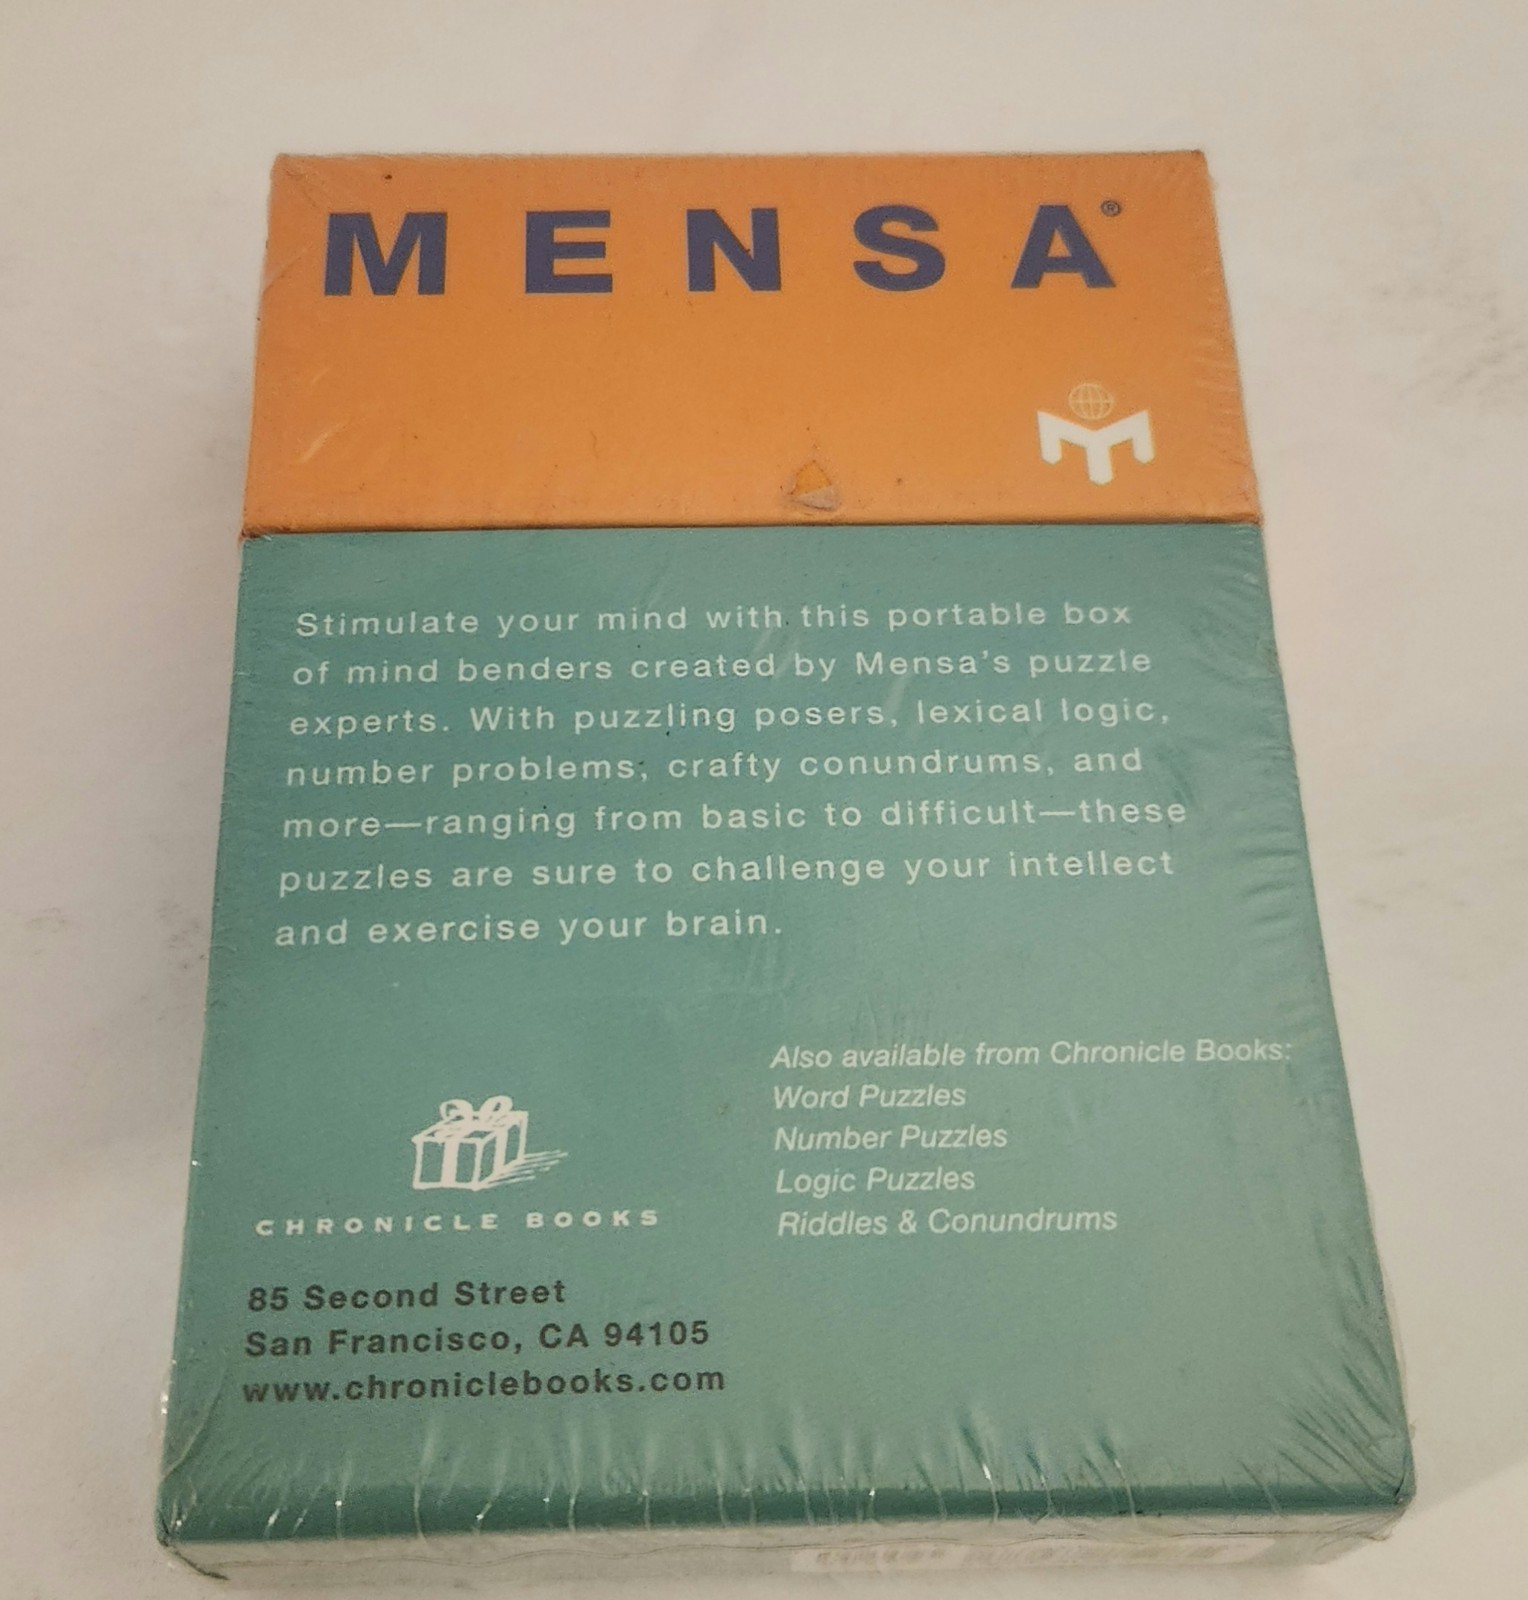 MENSA®
Stimulate your mind with this portable box
of mind benders created by Mensa's puzzle
experts. With puzzling posers, lexical logic,
number problems, crafty conundrums, and
more—ranging from basic to difficult—these
puzzles are sure to challenge your intellect
and exercise your brain.
Also available from Chronicle Books:
Word Puzzles
Number Puzzles
Logic Puzzles
Riddles & Conundrums
CHRONICLE BOOKS
85 Second Street
San Francisco, CA 94105
www.chroniclebooks.com